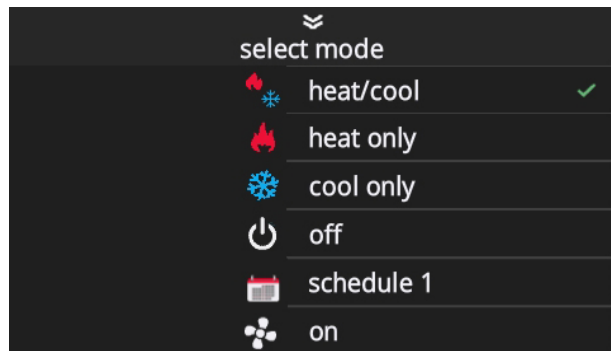 select mode
heat/cool
heat only
cool only
off
schedule 1
on